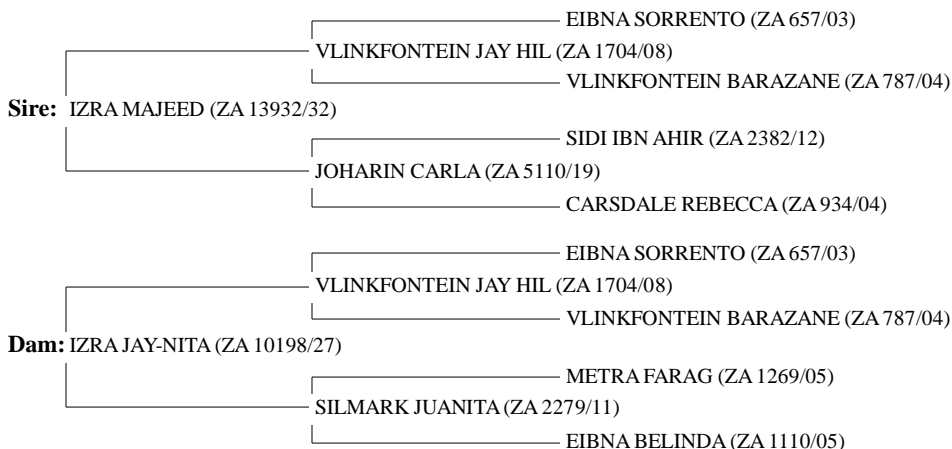 EIBNA SORRENTO (ZA 657/03)
VLINKFONTEIN JAY HIL (ZA 1704/08)
VLINKFONTEIN BARAZANE (ZA 787/04)
Sire: IZRA MAJEED (ZA 13932/32)
SIDI IBN AHIR (ZA 2382/12)
JOHARIN CARLA (ZA 5110/19)
CARSDALE REBECCA (ZA 934/04)
EIBNA SORRENTO (ZA 657/03)
VLINKFONTEIN JAY HIL (ZA 1704/08)
VLINKFONTEIN BARAZANE (ZA 787/04)
Dam: IZRA JAY-NITA (ZA 10198/27)
METRA FARAG (ZA 1269/05)
SILMARK JUANITA (ZA 2279/11)
EIBNA BELINDA (ZA 1110/05)